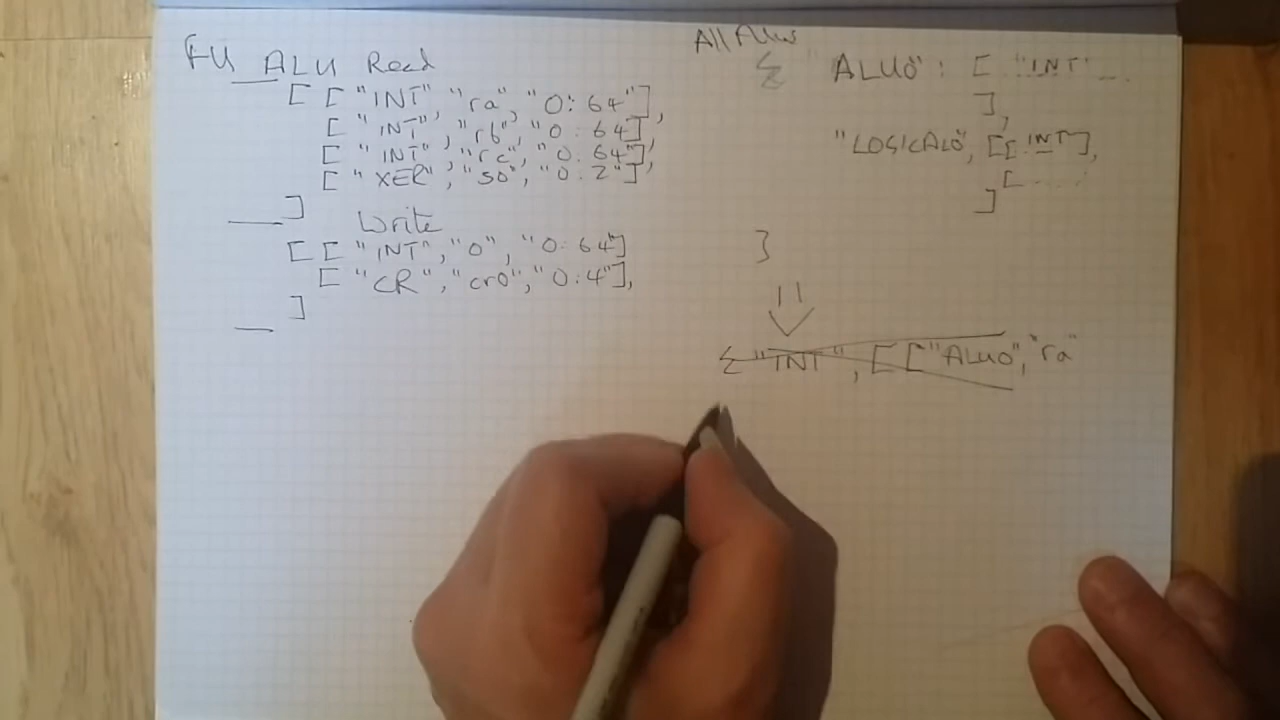 FU ALU Read
[ [ "INT", "ra", "0:64"],
[ "INT", "rb", "0:64]
[ "INT", "rc", "0:64"],
[ "XER", "so", "0:2"]
]
Write
[ [ "INT", "o", "0:64"]
[ "CR", "cr0", "0:4"],
]
All
{ ALU0": [ "INT" ...
],
"LOGICAL0", [[ INT],
[ ......
]
}
{ "INT", [ [ "ALU0", "ra"